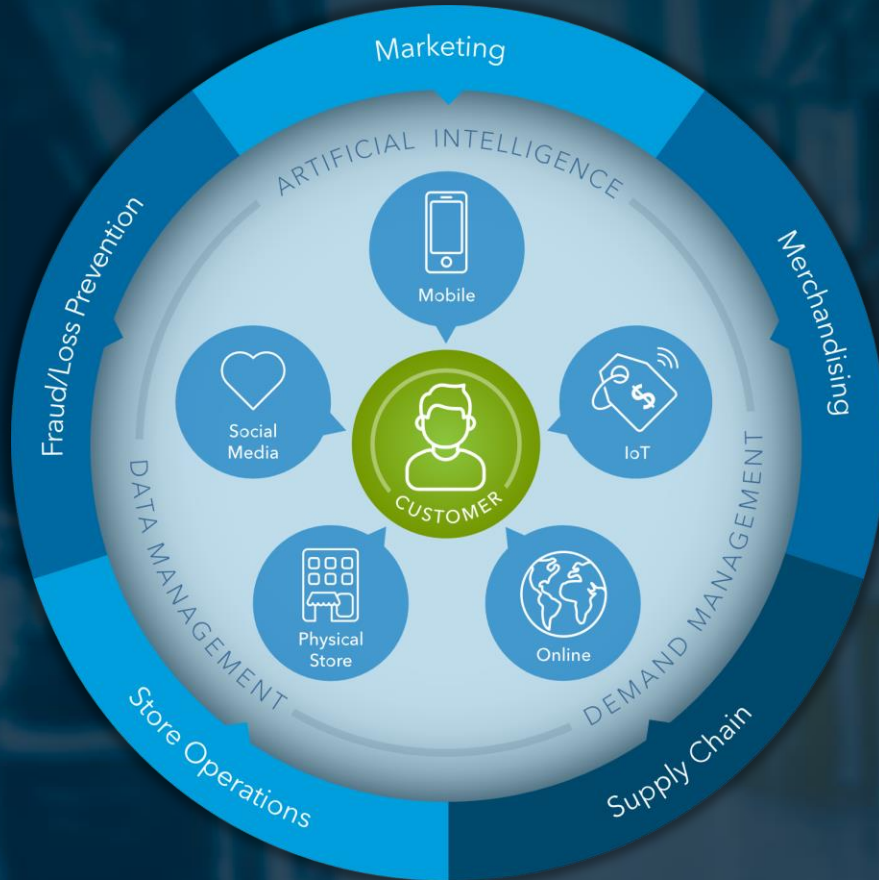 Marketing
ARTIFICIAL INTELLIGENCE
Fraud/Loss Prevention
Merchandising
Mobile
Social
Media
$
IoT
CUSTOMER
DATA MANAGEMENT
DEMAND MANAGEMENT
Physical
Store
Online
Store Operations
Supply Chain